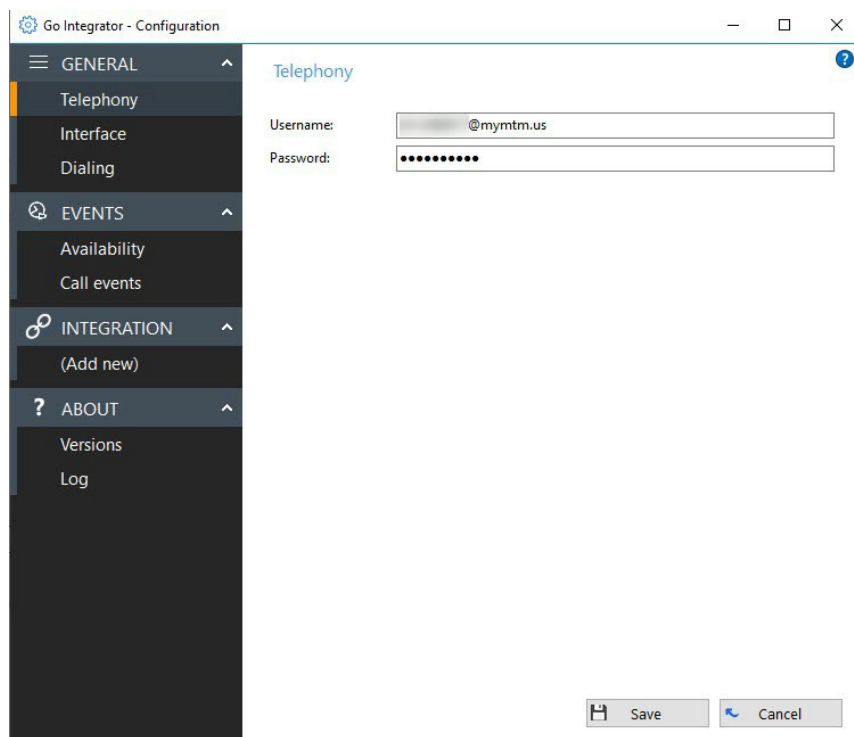 Go Integrator - Configuration
GENERAL
Telephony
Interface
Dialing
EVENTS
Availability
Call events
INTEGRATION
(Add new)
? ABOUT
Versions
Log
Telephony
?
Username:
@mymtm.us
Password:
••••••••••
Save
Cancel